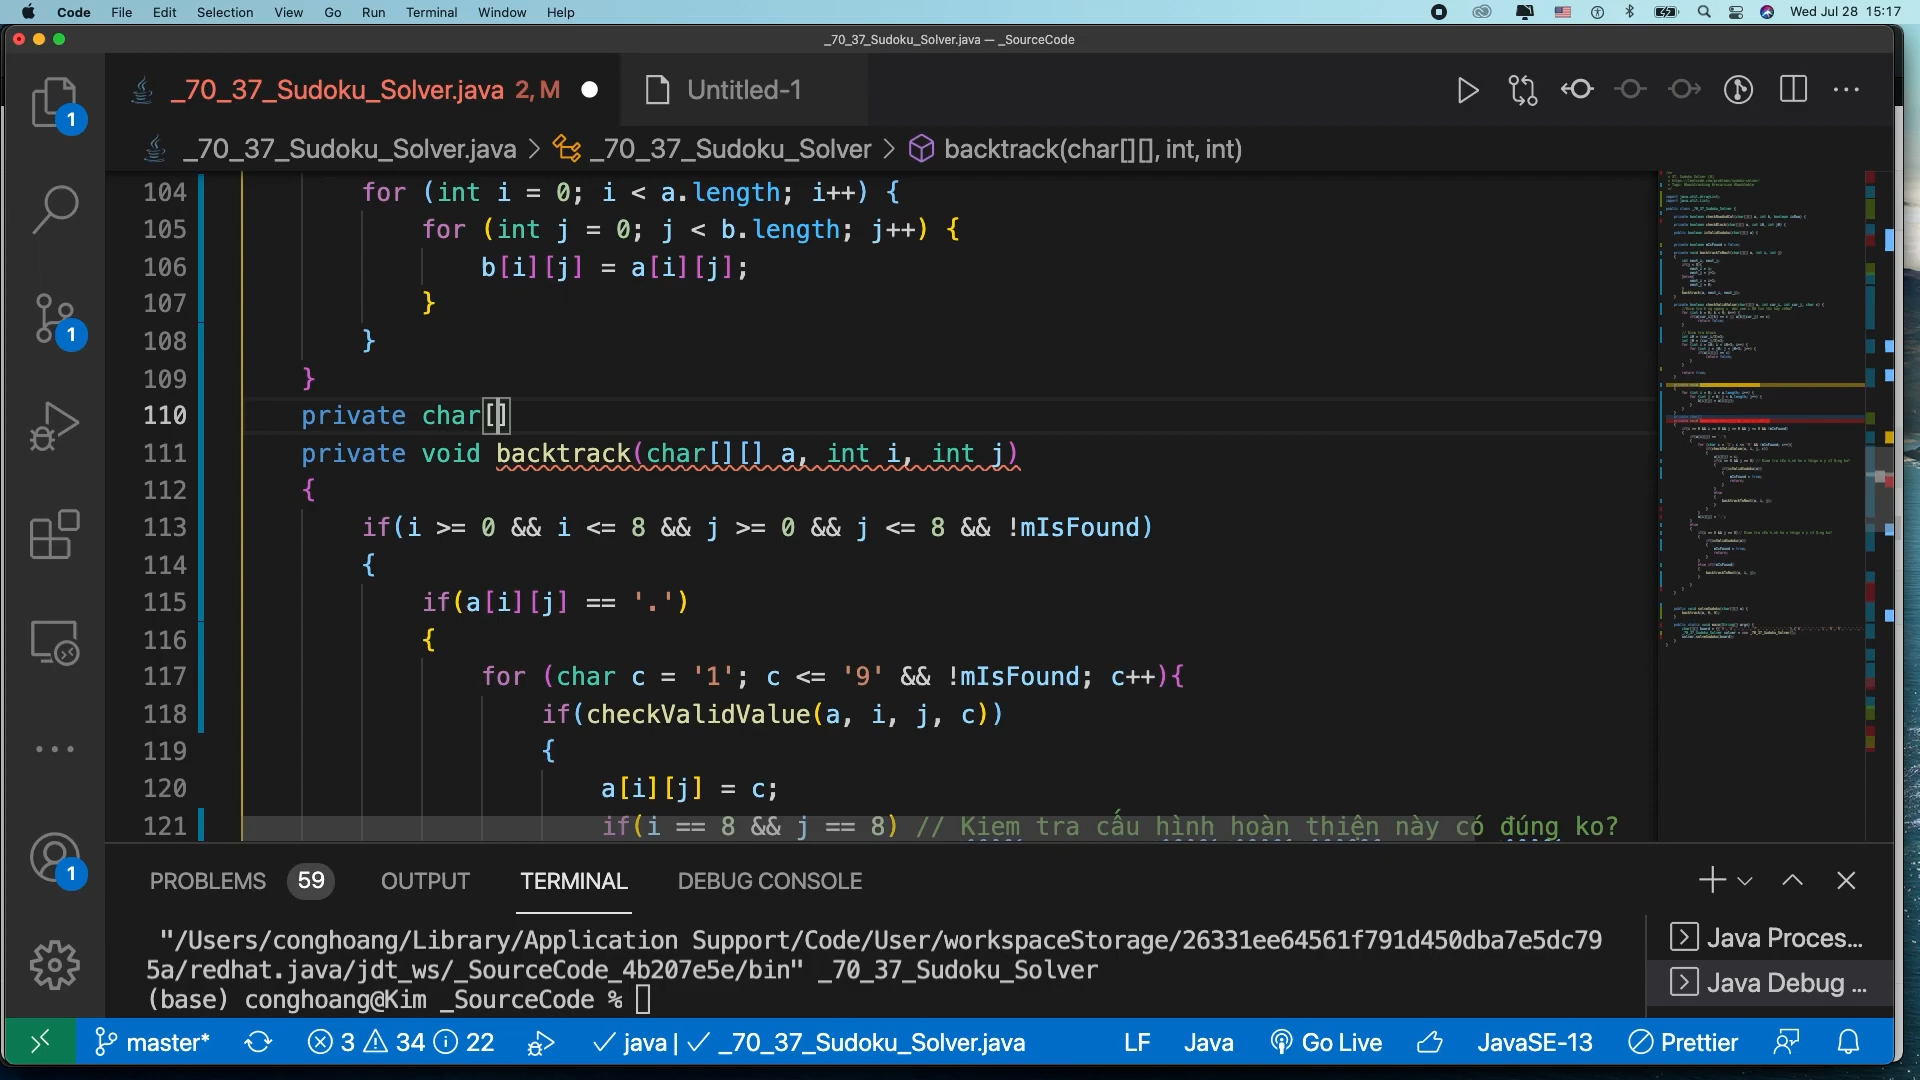 Code File Edit Selection View Go Run Terminal Window Help Wed Jul 28 15:17
_70_37_Sudoku_Solver.java — _SourceCode
_70_37_Sudoku_Solver.java 2, M Untitled-1
_70_37_Sudoku_Solver.java > _70_37_Sudoku_Solver > backtrack(char[][], int, int)
104 for (int i = 0; i < a.length; i++) {
105 for (int j = 0; j < b.length; j++) {
106 b[i][j] = a[i][j];
107 }
108 }
109 }
110 private char[]
111 private void backtrack(char[][] a, int i, int j)
112 {
113 if(i >= 0 && i <= 8 && j >= 0 && j <= 8 && !mIsFound)
114 {
115 if(a[i][j] == '.')
116 {
117 for (char c = '1'; c <= '9' && !mIsFound; c++){
118 if(checkValidValue(a, i, j, c))
119 {
120 a[i][j] = c;
121 if(i == 8 && j == 8) // Kiem tra cấu hình hoàn thiện này có đúng ko?
PROBLEMS 59 OUTPUT TERMINAL DEBUG CONSOLE
"/Users/conghoang/Library/Application Support/Code/User/workspaceStorage/26331ee64561f791d450dba7e5dc79
5a/redhat.java/jdt_ws/_SourceCode_4b207e5e/bin" _70_37_Sudoku_Solver
(base) conghoang@Kim _SourceCode %
Java Proces...
Java Debug ...
1
1
1
master* 3 34 22 java | _70_37_Sudoku_Solver.java LF Java Go Live JavaSE-13 Prettier